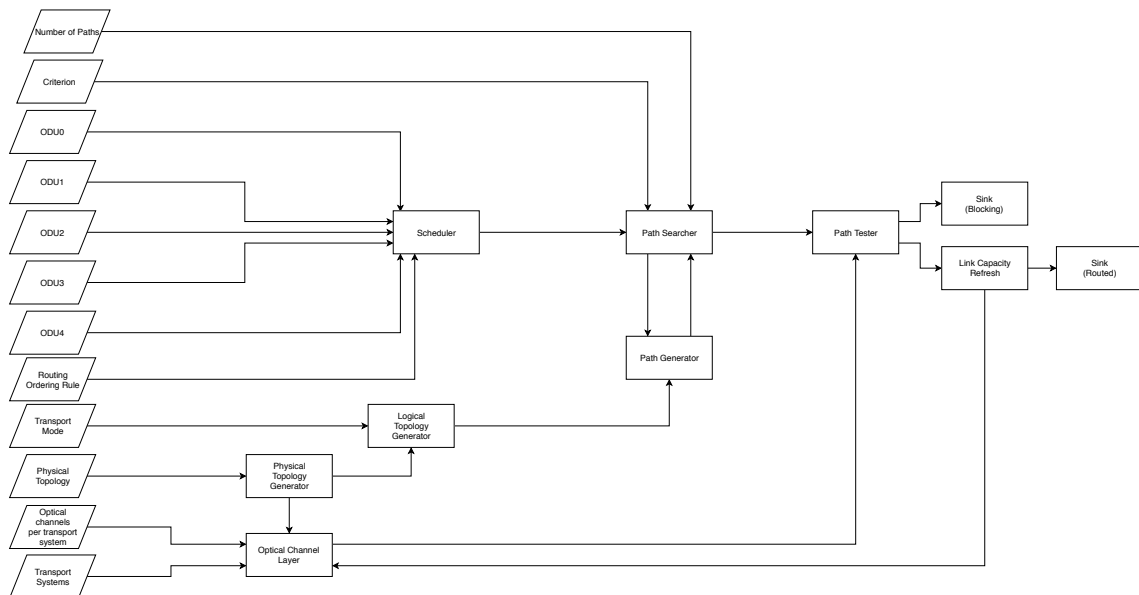 Number of Paths
Criterion
ODU0
ODU1
ODU2
ODU3
ODU4
Routing
Ordering Rule
Transport
Mode
Physical
Topology
Optical
channels
per transport
system
Transport
Systems
Scheduler
Logical
Topology
Generator
Physical
Topology
Generator
Optical Channel
Layer
Path Searcher
Path Generator
Path Tester
Sink
(Blocking)
Link Capacity
Refresh
Sink
(Routed)